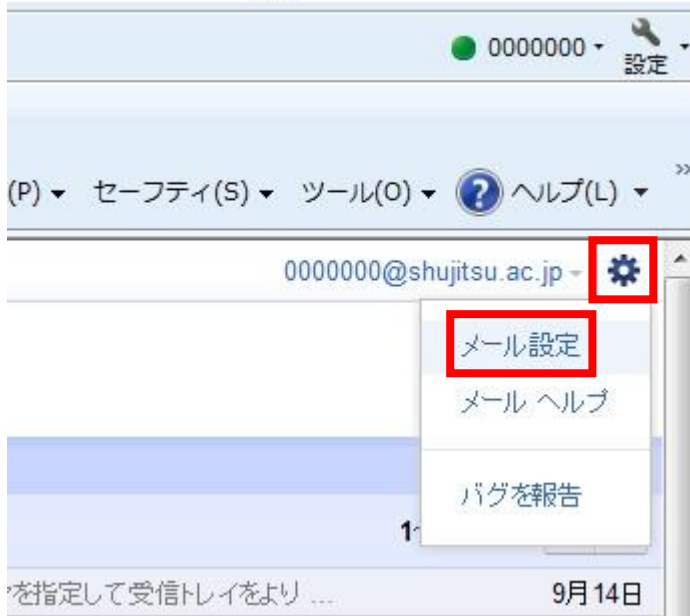 0000000
設定
(P) セーフティ(S) ツール(O) ヘルプ(L) »
0000000@shujitsu.ac.jp
メール設定
メール ヘルプ
バグを報告
1
を指定して受信トレイをより ...
9月14日